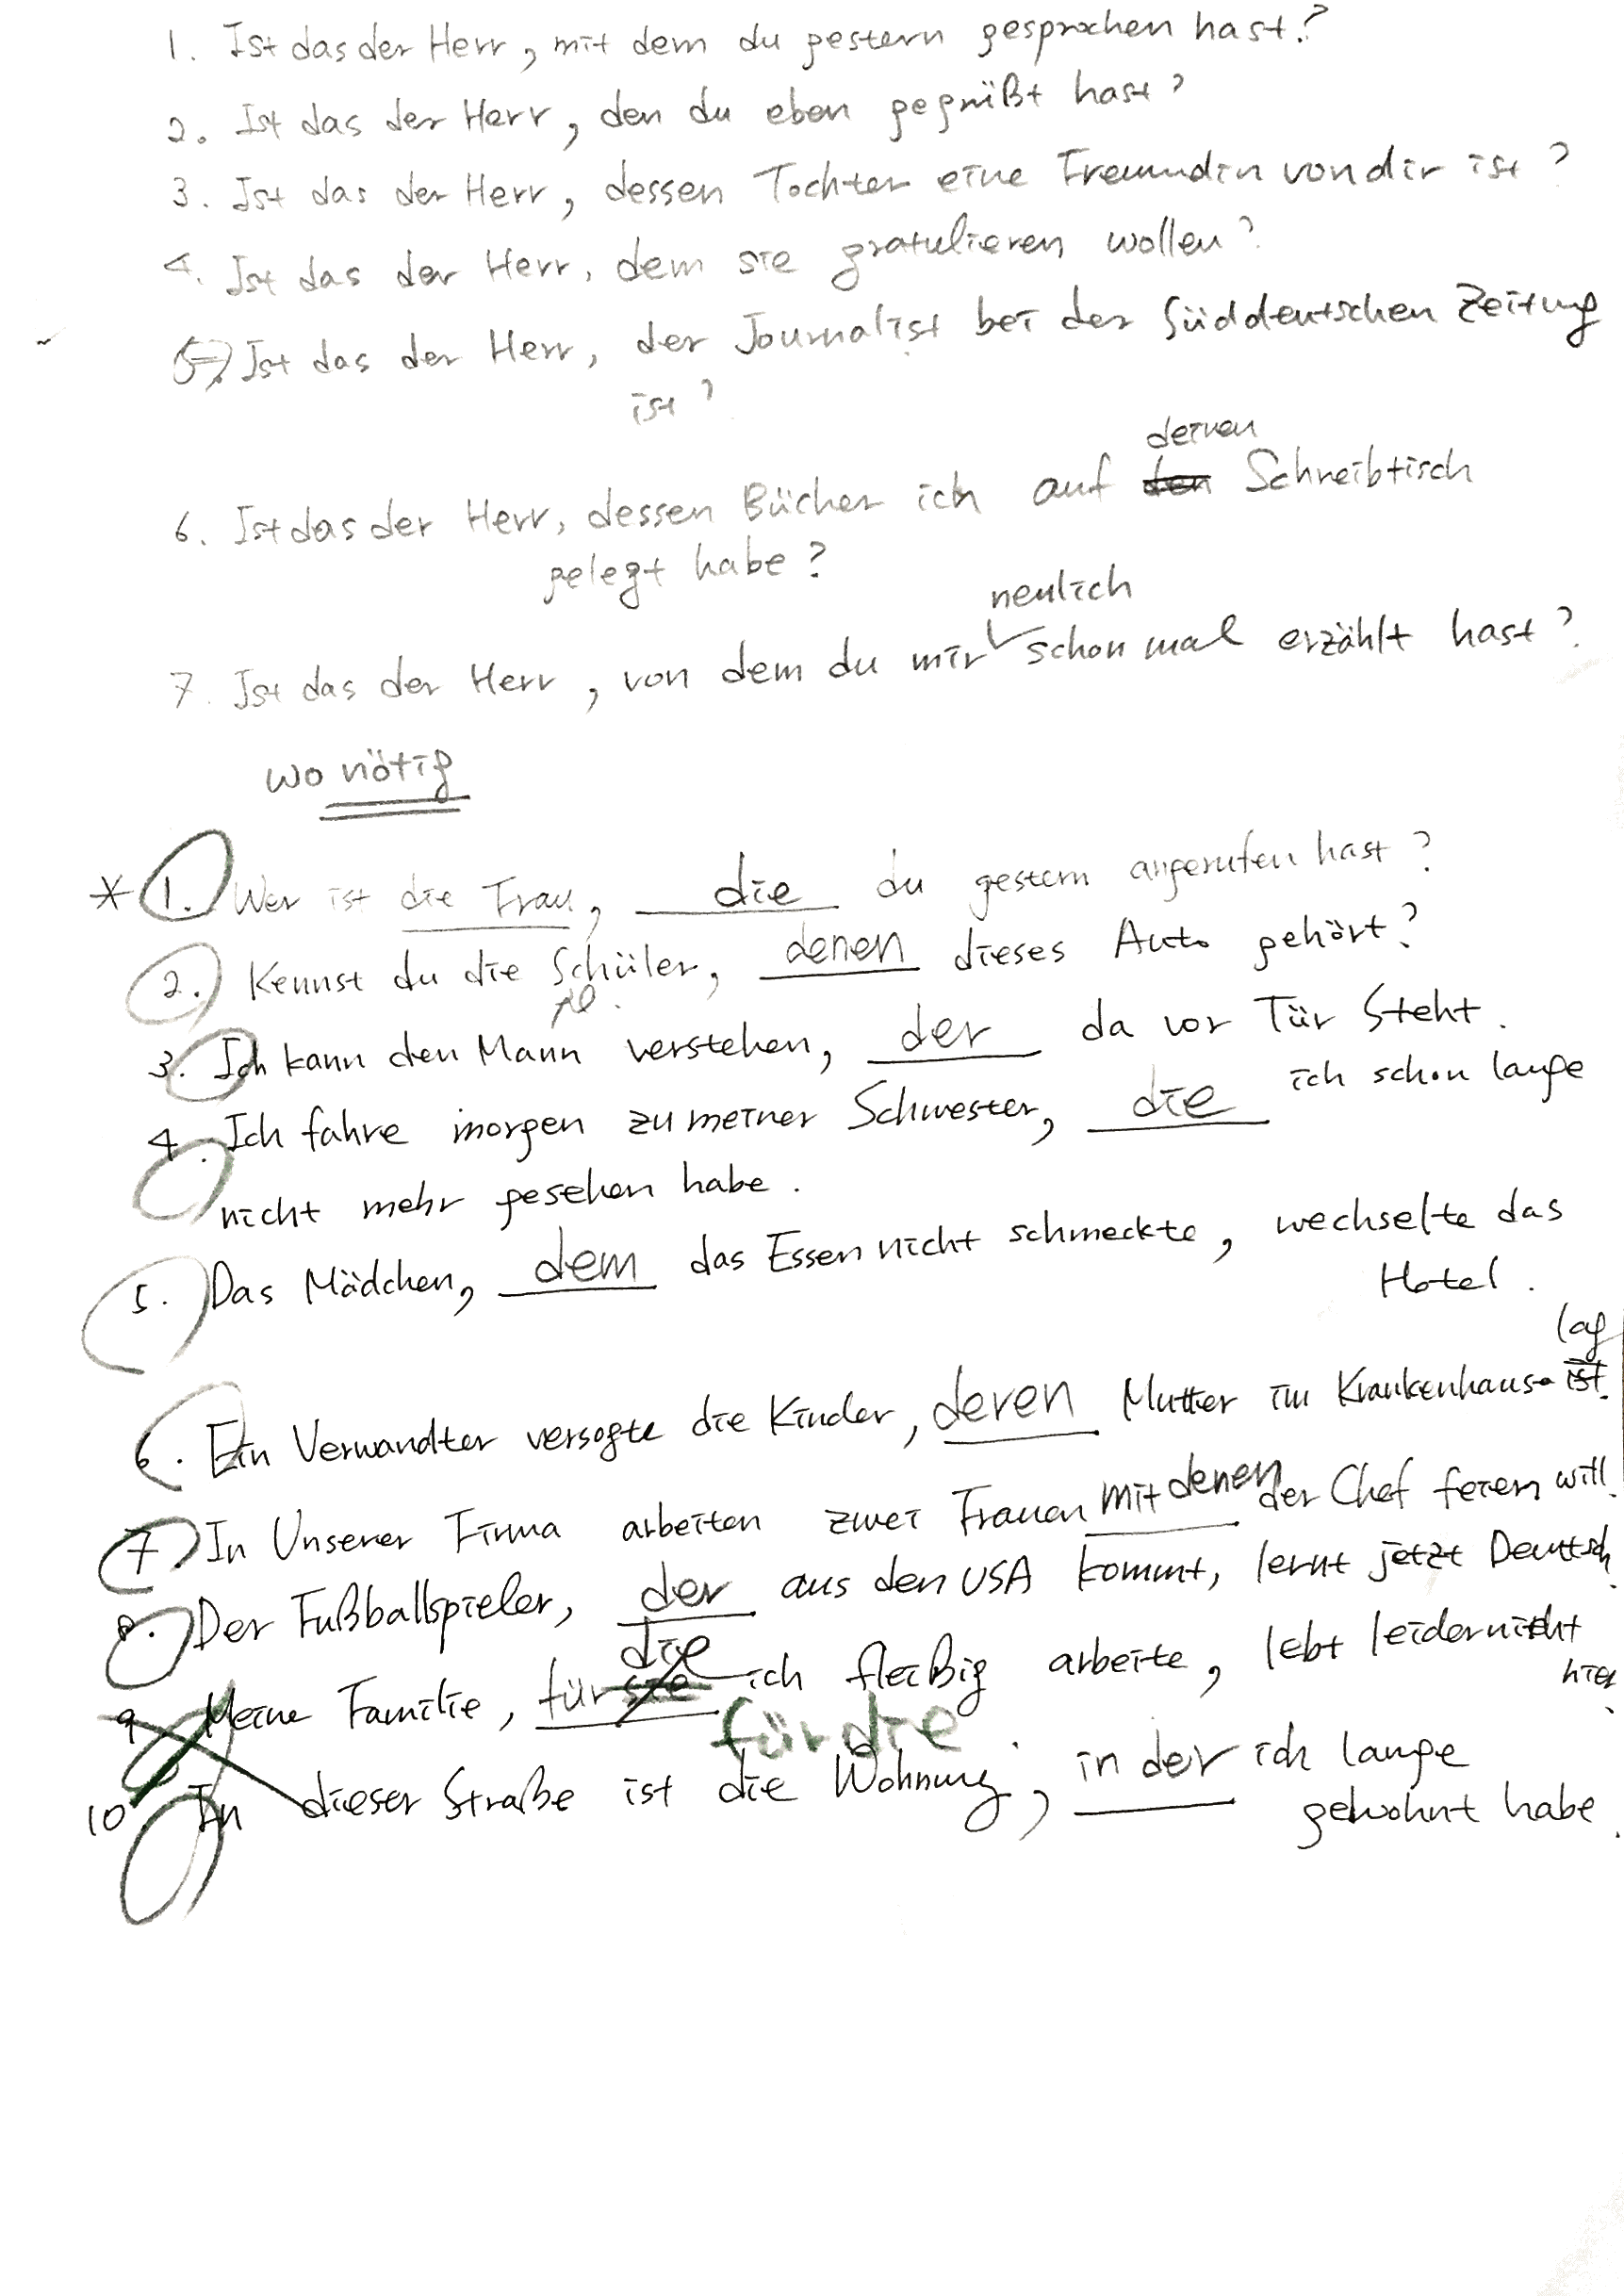 1. Ist das der Herr, mit dem du gestern gesprochen hast?
2. Ist das der Herr, den du eben gegrüßt hast?
3. Ist das der Herr, dessen Tochter eine Freundin von dir ist?
4. Ist das der Herr, dem sie gratulieren wollen?
5. Ist das der Herr, der Journalist bei der Süddeutschen Zeitung
ist?
deinen
6. Ist das der Herr, dessen Bücher ich auf den Schreibtisch
gelegt habe?
neulich
7. Ist das der Herr, von dem du mir schon mal erzählt hast?
wo nötig
* 1. Wer ist die Frau, die du gestern angerufen hast?
2. Kennst du die Schüler, denen dieses Auto gehört?
pl.
3. Ich kann den Mann verstehen, der da vor Tür steht.
4. Ich fahre morgen zu meiner Schwester, die ich schon lange
nicht mehr gesehen habe.
5. Das Mädchen, dem das Essen nicht schmeckte, wechselte das
Hotel.
lag
6. Ein Verwandter versogte die Kinder, deren Mutter im Krankenhaus ist.
7. In Unserer Firma arbeiten zwei Frauen mit denen der Chef feiern will.
8. Der Fußballspieler, der aus den USA kommt, lernt jetzt Deuttsch.
die
9. Meine Familie, für sie ich fleißig arbeite, lebt leider nicht
hier.
für die
10. In dieser Straße ist die Wohnung, in der ich lange
gewohnt habe.